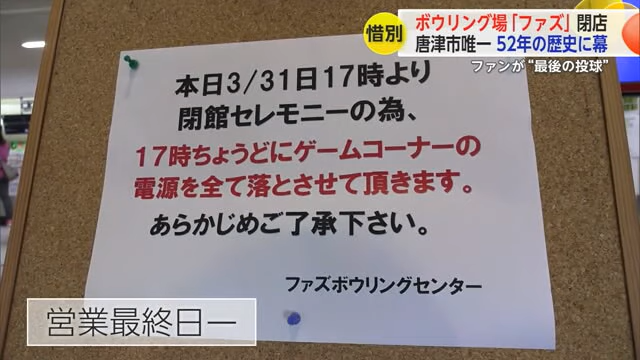 惜別
ボウリング場「ファズ」閉店
唐津市唯一 52年の歴史に幕
ファンが“最後の投球”
本日3/31日17時より
閉館セレモニーの為、
17時ちょうどにゲームコーナーの
電源を全て落とさせて頂きます。
あらかじめご了承下さい。
ファズボウリングセンター
営業最終日ー